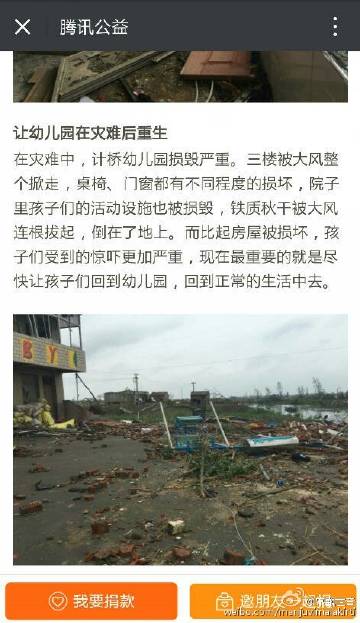 腾讯公益
让幼儿园在灾难后重生
在灾难中，计桥幼儿园损毁严重。三楼被大风整
个掀走，桌椅、门窗都有不同程度的损坏，院子
里孩子们的活动设施也被损毁，铁质秋千被大风
连根拔起，倒在了地上。而比起房屋被损坏，孩
子们受到的惊吓更加严重，现在最重要的就是尽
快让孩子们回到幼儿园，回到正常的生活中去。
B Y
我要捐款
邀朋友一起捐